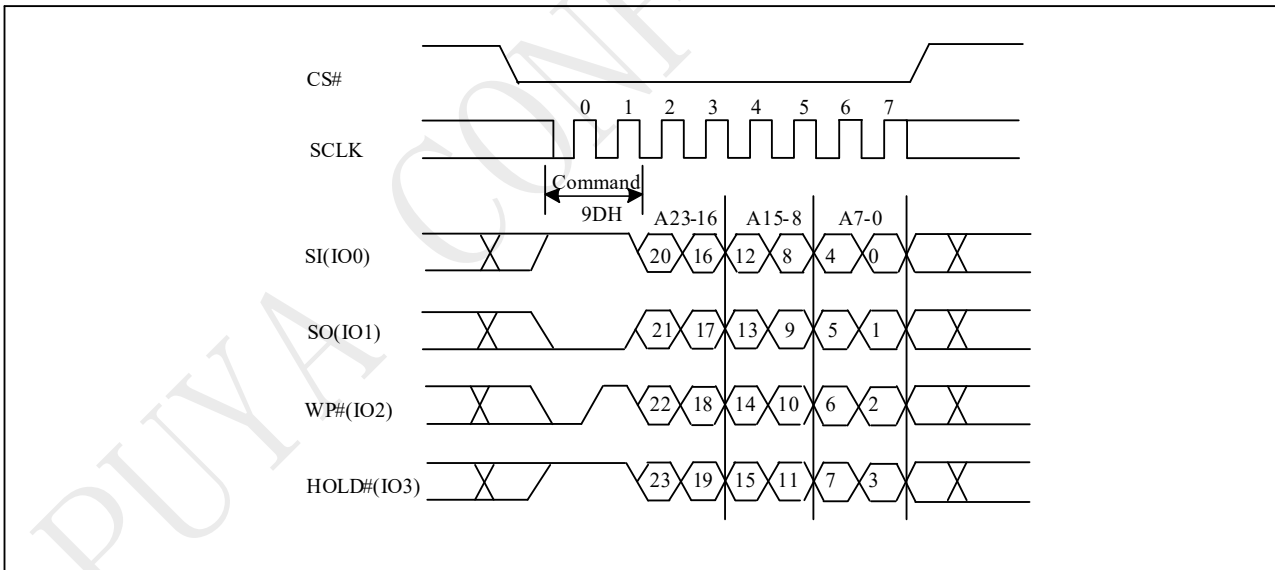 PUYA CONF
CS#
0 1 2 3 4 5 6 7
SCLK
Command
9DH
A23-16 A15-8 A7-0
SI(IO0)
20 16 12 8 4 0
SO(IO1)
21 17 13 9 5 1
WP#(IO2)
22 18 14 10 6 2
HOLD#(IO3)
23 19 15 11 7 3